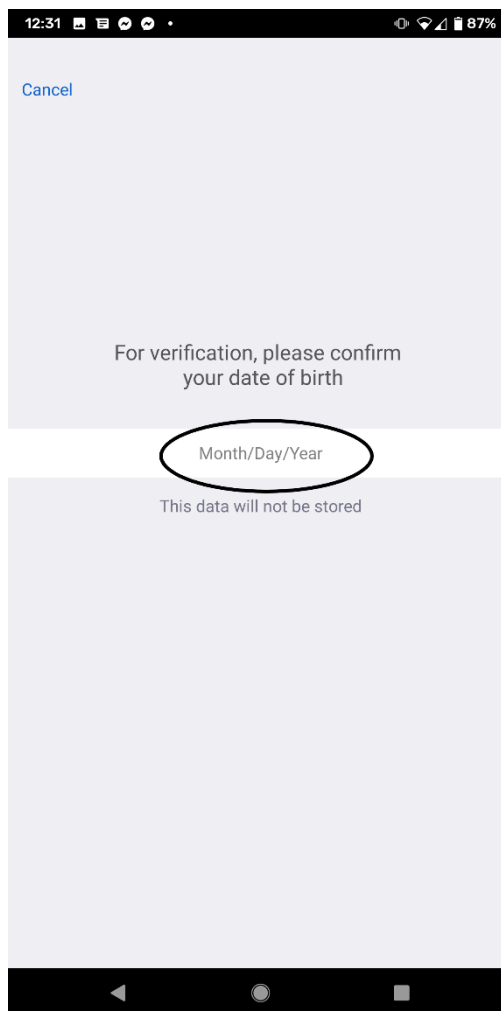 12:31
87%
Cancel
For verification, please confirm
your date of birth
Month/Day/Year
This data will not be stored